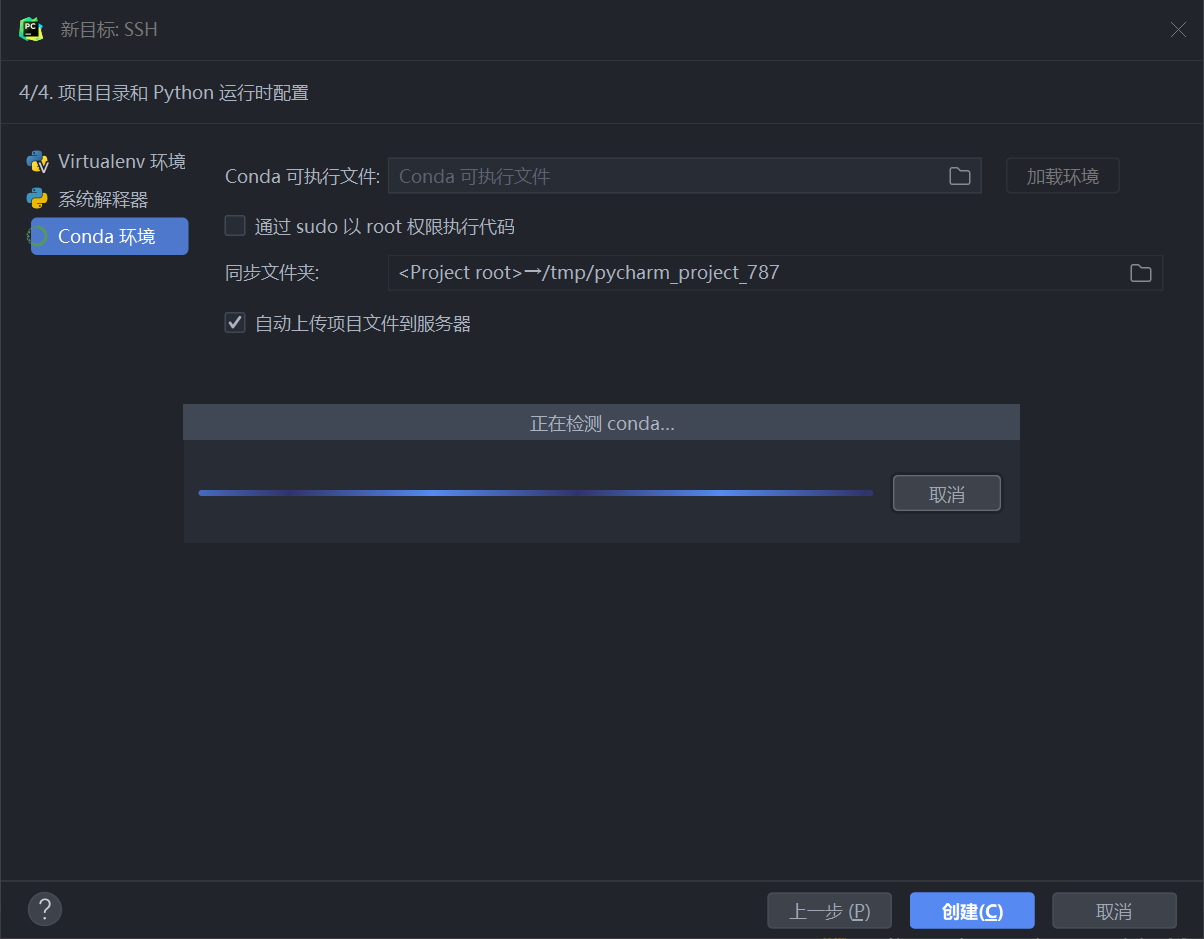 PC
新目标: SSH
4/4. 项目目录和 Python 运行时配置
Virtualenv 环境
系统解释器
Conda 环境
Conda 可执行文件: Conda 可执行文件 加载环境
通过 sudo 以 root 权限执行代码
同步文件夹: <Project root>→/tmp/pycharm_project_787
自动上传项目文件到服务器
正在检测 conda...
取消
? 上一步 (P) 创建(C) 取消